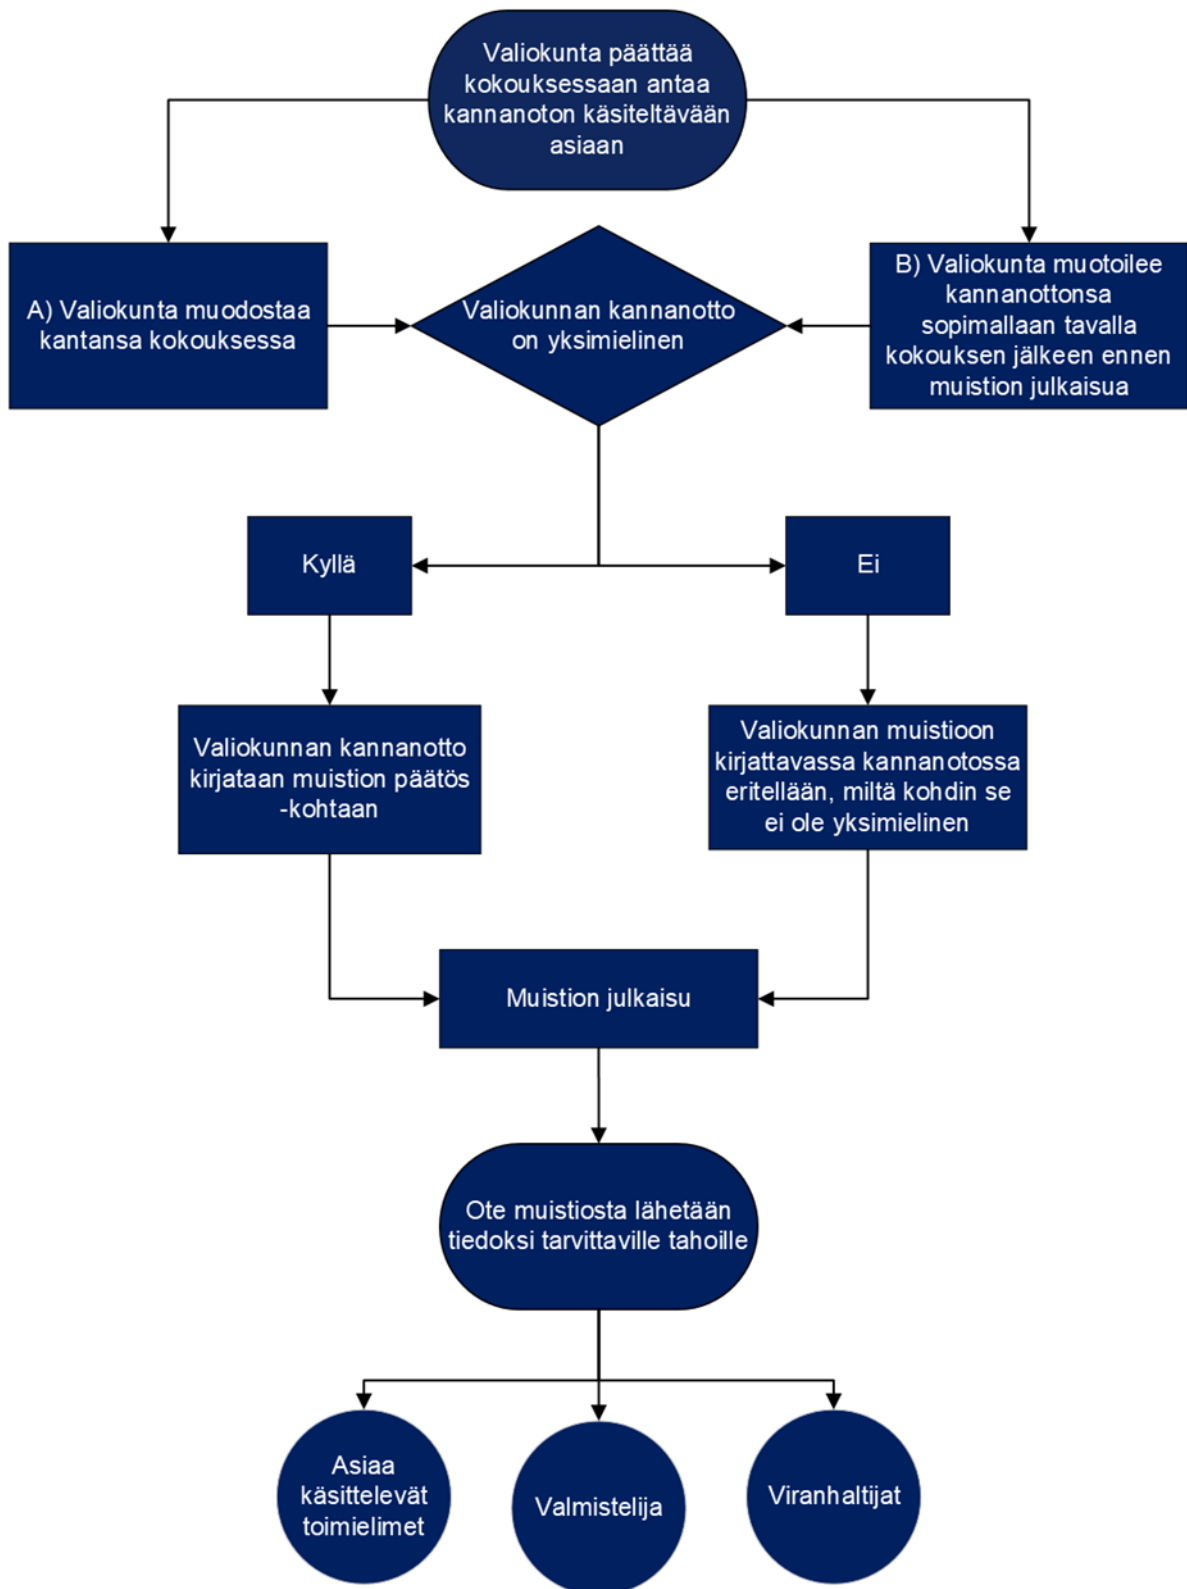 Valiokunta päättää
kokouksessaan antaa
kannanoton käsiteltävään
asiaan
A) Valiokunta muodostaa
kantansa kokouksessa
Valiokunnan kannanotto
on yksimielinen
B) Valiokunta muotoilee
kannanottonsa
sopimallaan tavalla
kokouksen jälkeen ennen
muistion julkaisua
Kyllä
Ei
Valiokunnan kannanotto
kirjataan muistion päätös
-kohtaan
Valiokunnan muistioon
kirjattavassa kannanotossa
eritellään, miltä kohdin se
ei ole yksimielinen
Muistion julkaisu
Ote muistiosta lähetään
tiedoksi tarvittaville tahoille
Asiaa
käsittelevät
toimielimet
Valmistelija
Viranhaltijat